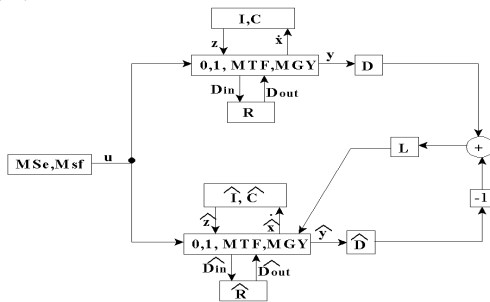 I,C
z ẋ
0,1, MTF,MGY y D
Din Dout
R
L +
MSe,Msf u
-1
Î, Ĉ
ẑ x̂̇
0,1, MTF,MGY ŷ D̂
D̂in D̂out
R̂